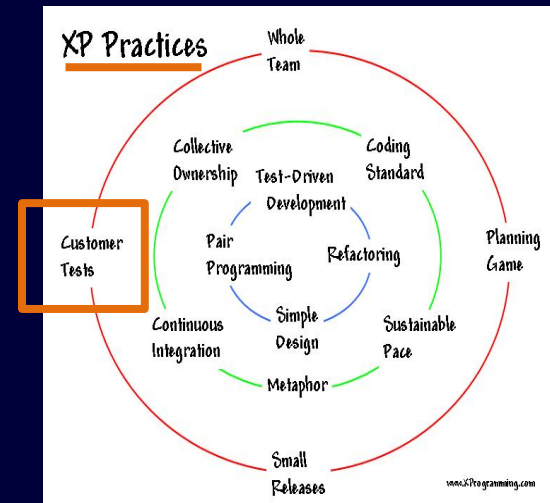 XP Practices
Whole
Team
Collective
Ownership
Coding
Standard
Test-Driven
Development
Customer
Tests
Pair
Programming
Refactoring
Planning
Game
Continuous
Integration
Simple
Design
Sustainable
Pace
Metaphor
Small
Releases
www.XProgramming.com